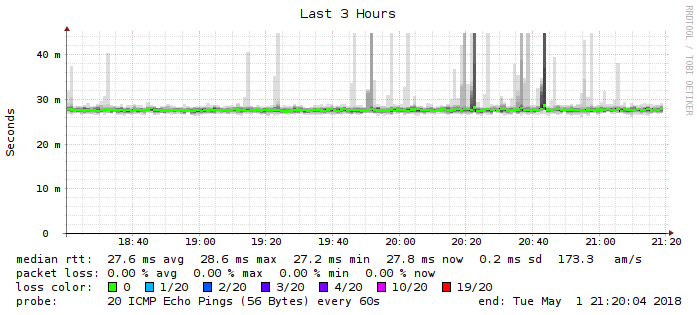 Last 3 Hours
RRDTOOL / TOBI OETIKER
Seconds
40 m
30 m
20 m
10 m
0
18:40 19:00 19:20 19:40 20:00 20:20 20:40 21:00 21:20
median rtt: 27.6 ms avg 28.6 ms max 27.2 ms min 27.8 ms now 0.2 ms sd 173.3 am/s
packet loss: 0.00 % avg 0.00 % max 0.00 % min 0.00 % now
loss color: 0 1/20 2/20 3/20 4/20 10/20 19/20
probe: 20 ICMP Echo Pings (56 Bytes) every 60s end: Tue May 1 21:20:04 2018